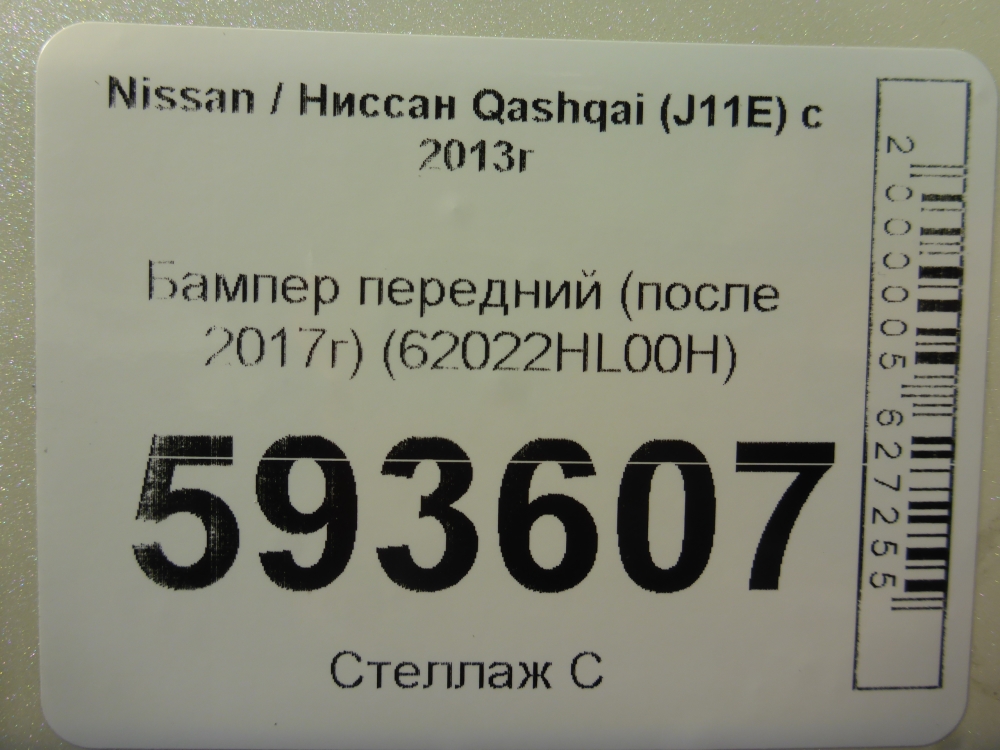 Nissan / Ниссан Qashqai (J11E) с
2013г
Бампер передний (после
2017г) (62022HL00H)
593607
Стеллаж С
2000005627255